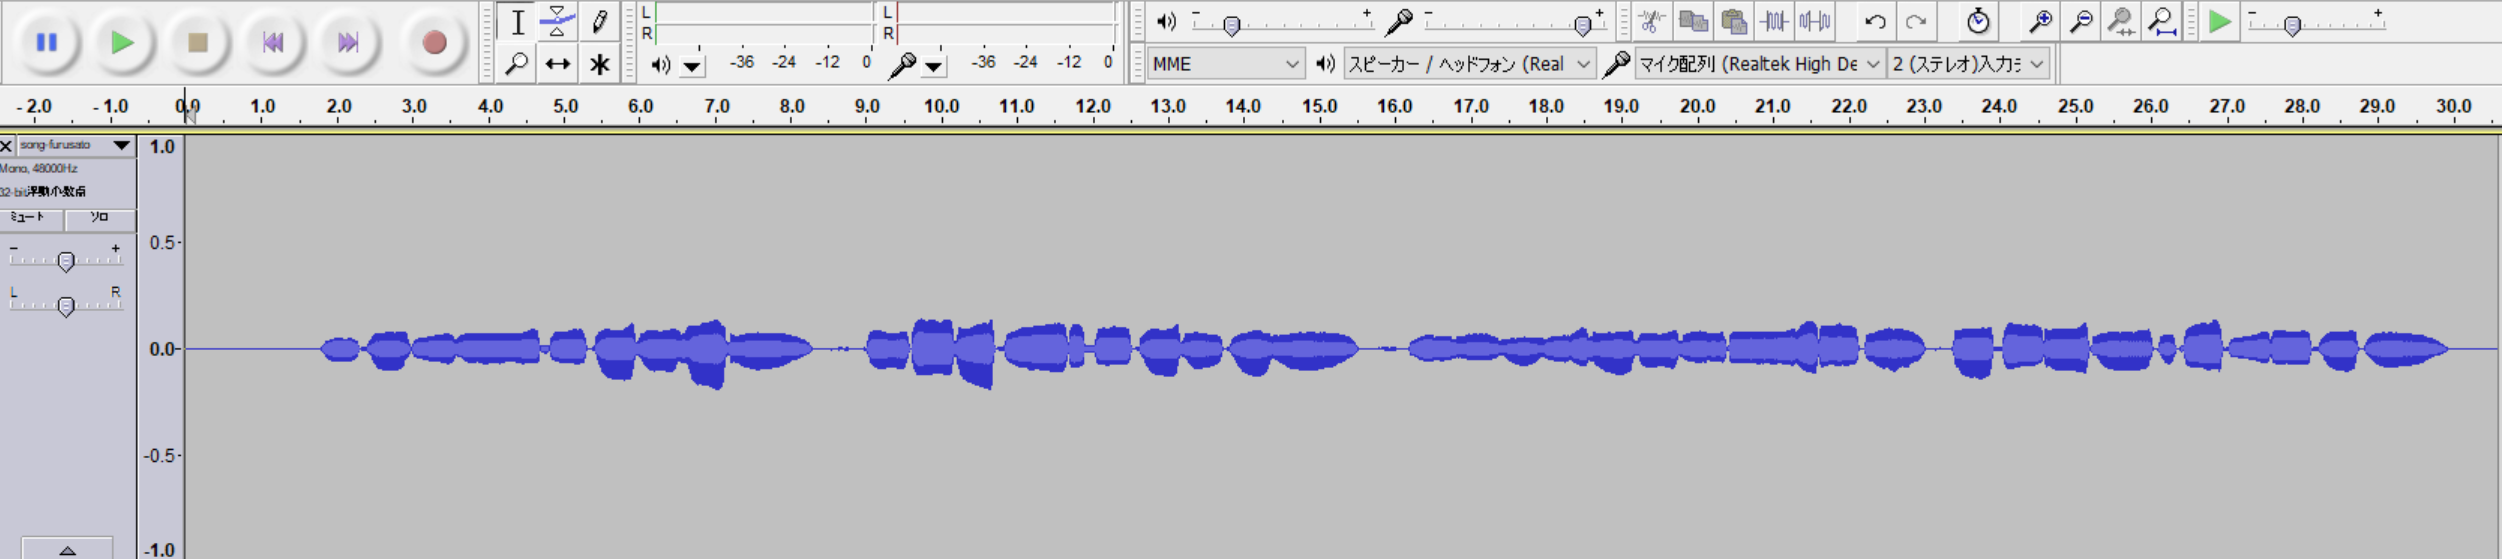 L
R
-36 -24 -12 0
L
R
-36 -24 -12 0
- +
- +
- +
MME
スピーカー / ヘッドフォン (Real
マイク配列 (Realtek High De
2 (ステレオ)入力チ
-2.0 -1.0 0.0 1.0 2.0 3.0 4.0 5.0 6.0 7.0 8.0 9.0 10.0 11.0 12.0 13.0 14.0 15.0 16.0 17.0 18.0 19.0 20.0 21.0 22.0 23.0 24.0 25.0 26.0 27.0 28.0 29.0 30.0
song-furusato
Mono, 48000Hz
32-bit浮動小数点
ミュート ソロ
- +
L R
1.0
0.5
0.0
-0.5
-1.0